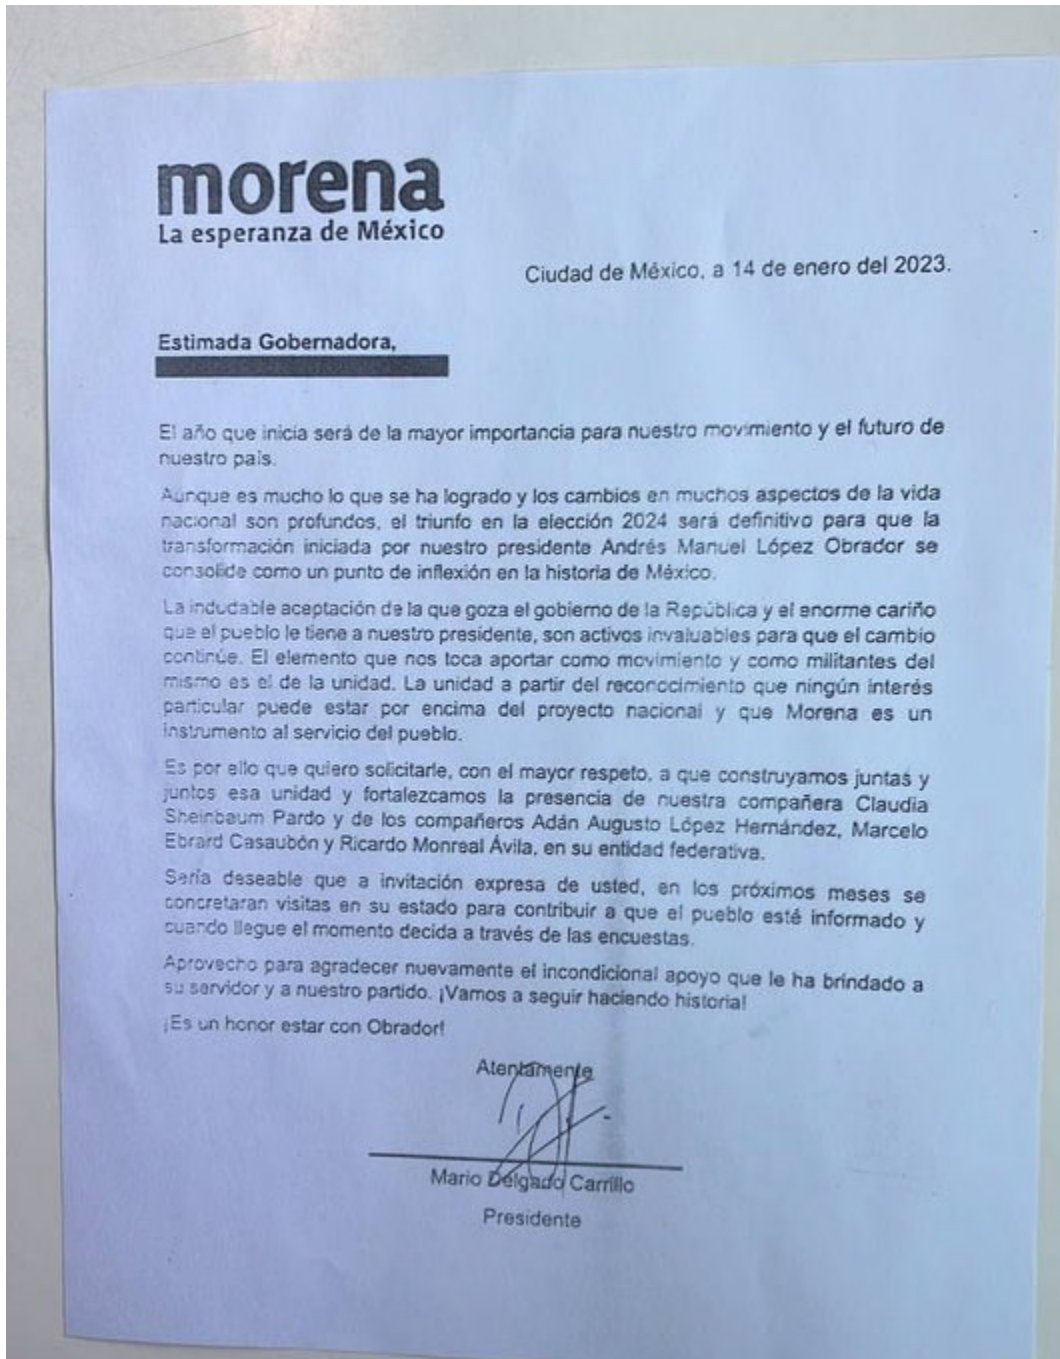 morena
La esperanza de México
Ciudad de México, a 14 de enero del 2023.
Estimada Gobernadora,
El año que inicia será de la mayor importancia para nuestro movimiento y el futuro de
nuestro país.
Aunque es mucho lo que se ha logrado y los cambios en muchos aspectos de la vida
nacional son profundos, el triunfo en la elección 2024 será definitivo para que la
transformación iniciada por nuestro presidente Andrés Manuel López Obrador se
consolide como un punto de inflexión en la historia de México.
La indudable aceptación de la que goza el gobierno de la República y el enorme cariño
que el pueblo le tiene a nuestro presidente, son activos invaluables para que el cambio
continúe. El elemento que nos toca aportar como movimiento y como militantes del
mismo es el de la unidad. La unidad a partir del reconocimiento que ningún interés
particular puede estar por encima del proyecto nacional y que Morena es un
instrumento al servicio del pueblo.
Es por ello que quiero solicitarle, con el mayor respeto, a que construyamos juntas y
juntos esa unidad y fortalezcamos la presencia de nuestra compañera Claudia
Sheinbaum Pardo y de los compañeros Adán Augusto López Hernández, Marcelo
Ebrard Casaubón y Ricardo Monreal Ávila, en su entidad federativa.
Sería deseable que a invitación expresa de usted, en los próximos meses se
concretaran visitas en su estado para contribuir a que el pueblo esté informado y
cuando llegue el momento decida a través de las encuestas.
Aprovecho para agradecer nuevamente el incondicional apoyo que le ha brindado a
su servidor y a nuestro partido. ¡Vamos a seguir haciendo historia!
¡Es un honor estar con Obrador!
Atentamente
Mario Delgado Carrillo
Presidente